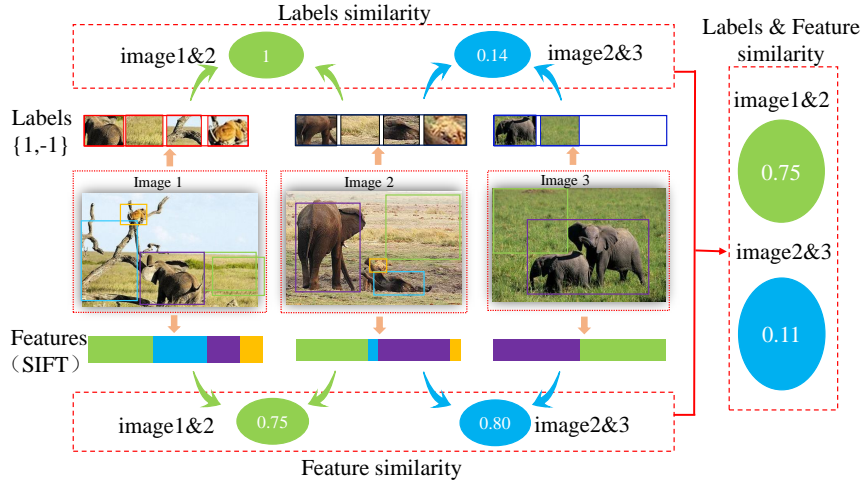 Labels similarity
image1&2
1
0.14
image2&3
Labels & Feature
similarity
Labels
{1,-1}
image1&2
0.75
Image 1
Image 2
Image 3
image2&3
0.11
Features
（SIFT）
image1&2
0.75
0.80
image2&3
Feature similarity